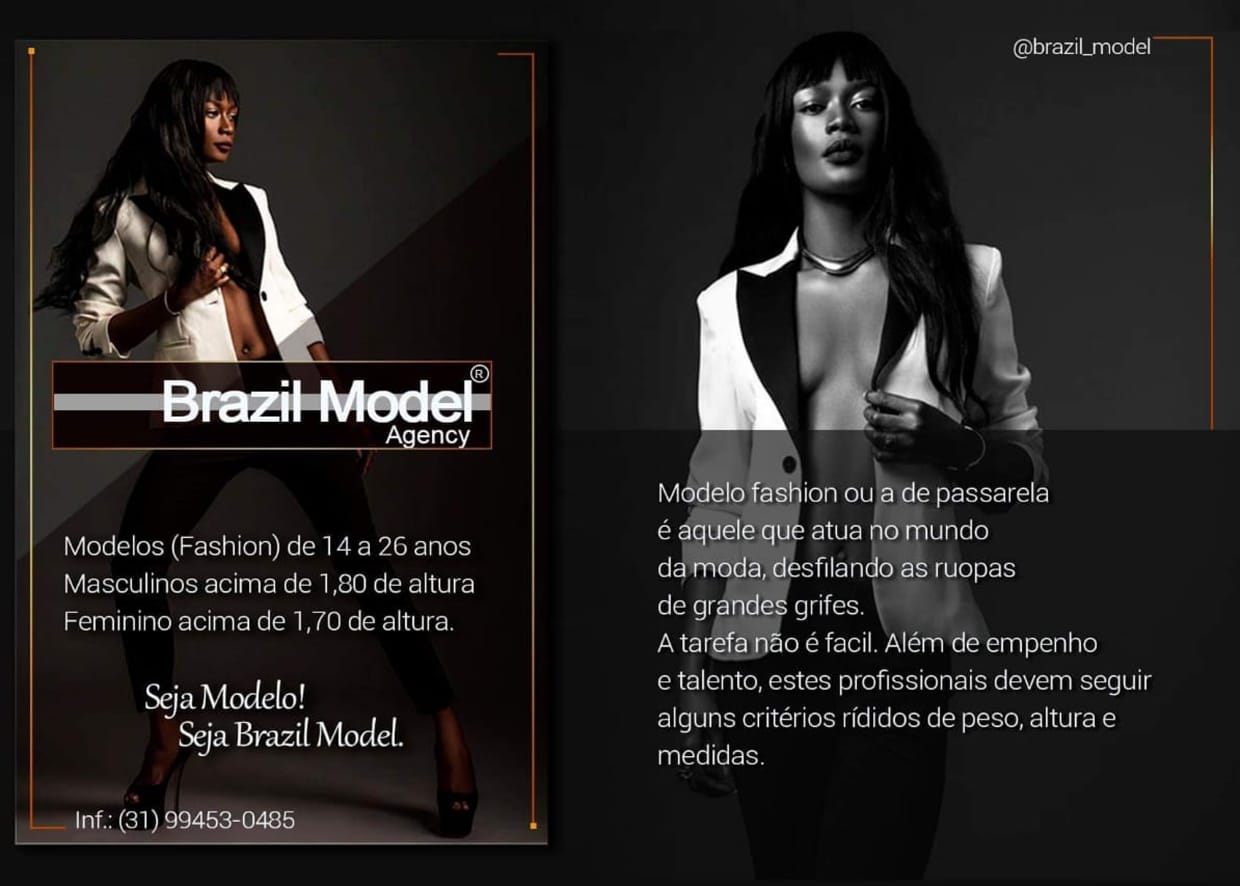 Brazil Model ®
Agency
Modelos (Fashion) de 14 a 26 anos
Masculinos acima de 1,80 de altura
Feminino acima de 1,70 de altura.
Seja Modelo!
Seja Brazil Model.
Inf.: (31) 99453-0485
@brazil_model
Modelo fashion ou a de passarela
é aquele que atua no mundo
da moda, desfilando as ruopas
de grandes grifes.
A tarefa não é facil. Além de empenho
e talento, estes profissionais devem seguir
alguns critérios rídidos de peso, altura e
medidas.